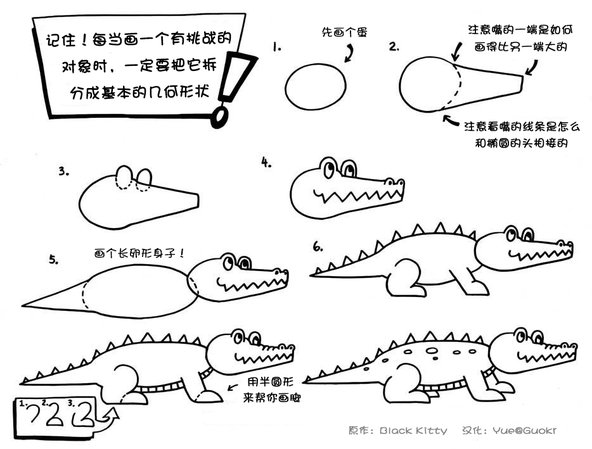 记住！每当画一个有挑战的
对象时，一定要把它拆
分成基本的几何形状
1.
先画个蛋
2.
注意嘴的一端是如何
画得比另一端大的
注意看嘴的线条是怎么
和椭圆的头相接的
3.
4.
5.
画个长卵形身子！
6.
用半圆形
来帮你画脚
1. 2. 3.
原作：Black Kitty 汉化：Yue@Guokr